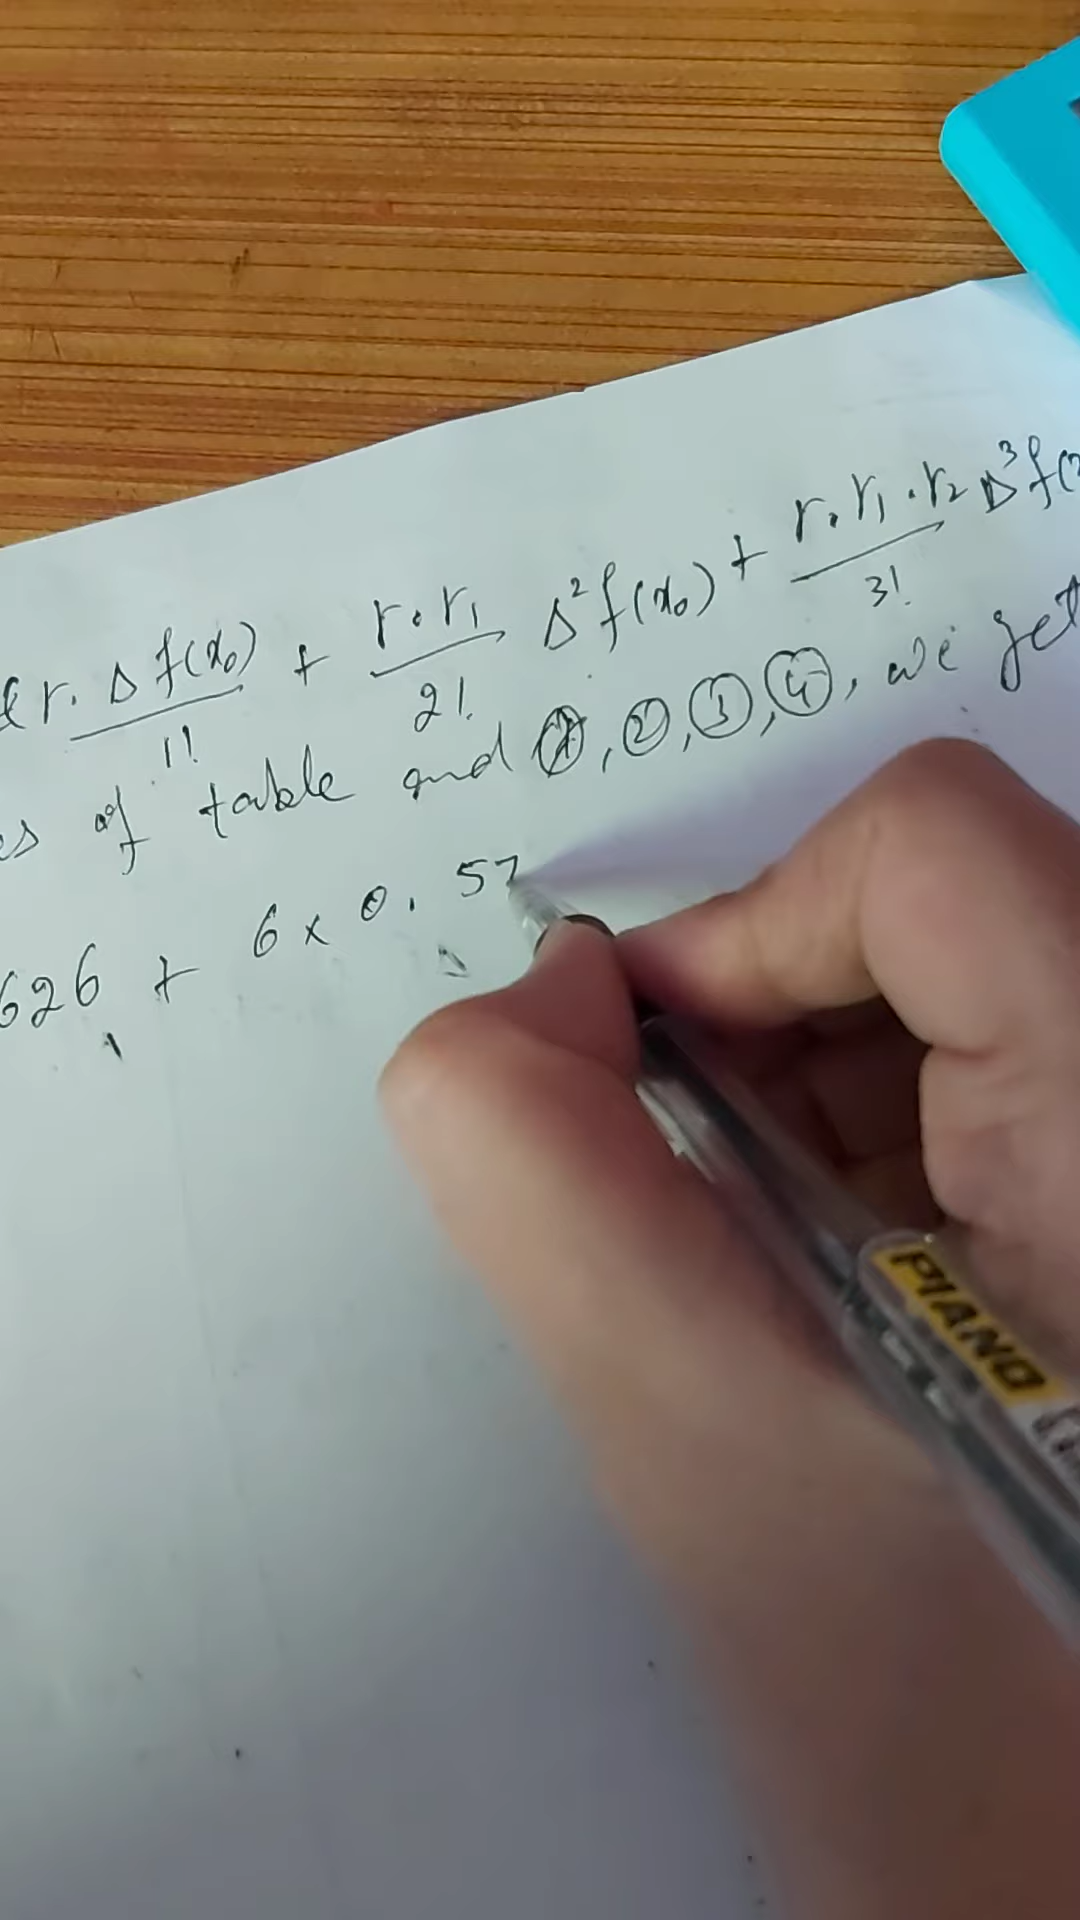 r. Δ f(x₀)/1! + r.r₁/2! Δ²f(x₀) + r.r₁.r₂/3! Δ³f(
of table and ①, ②, ③, ④, we get
626 + 6 x 0. 57
PIANO